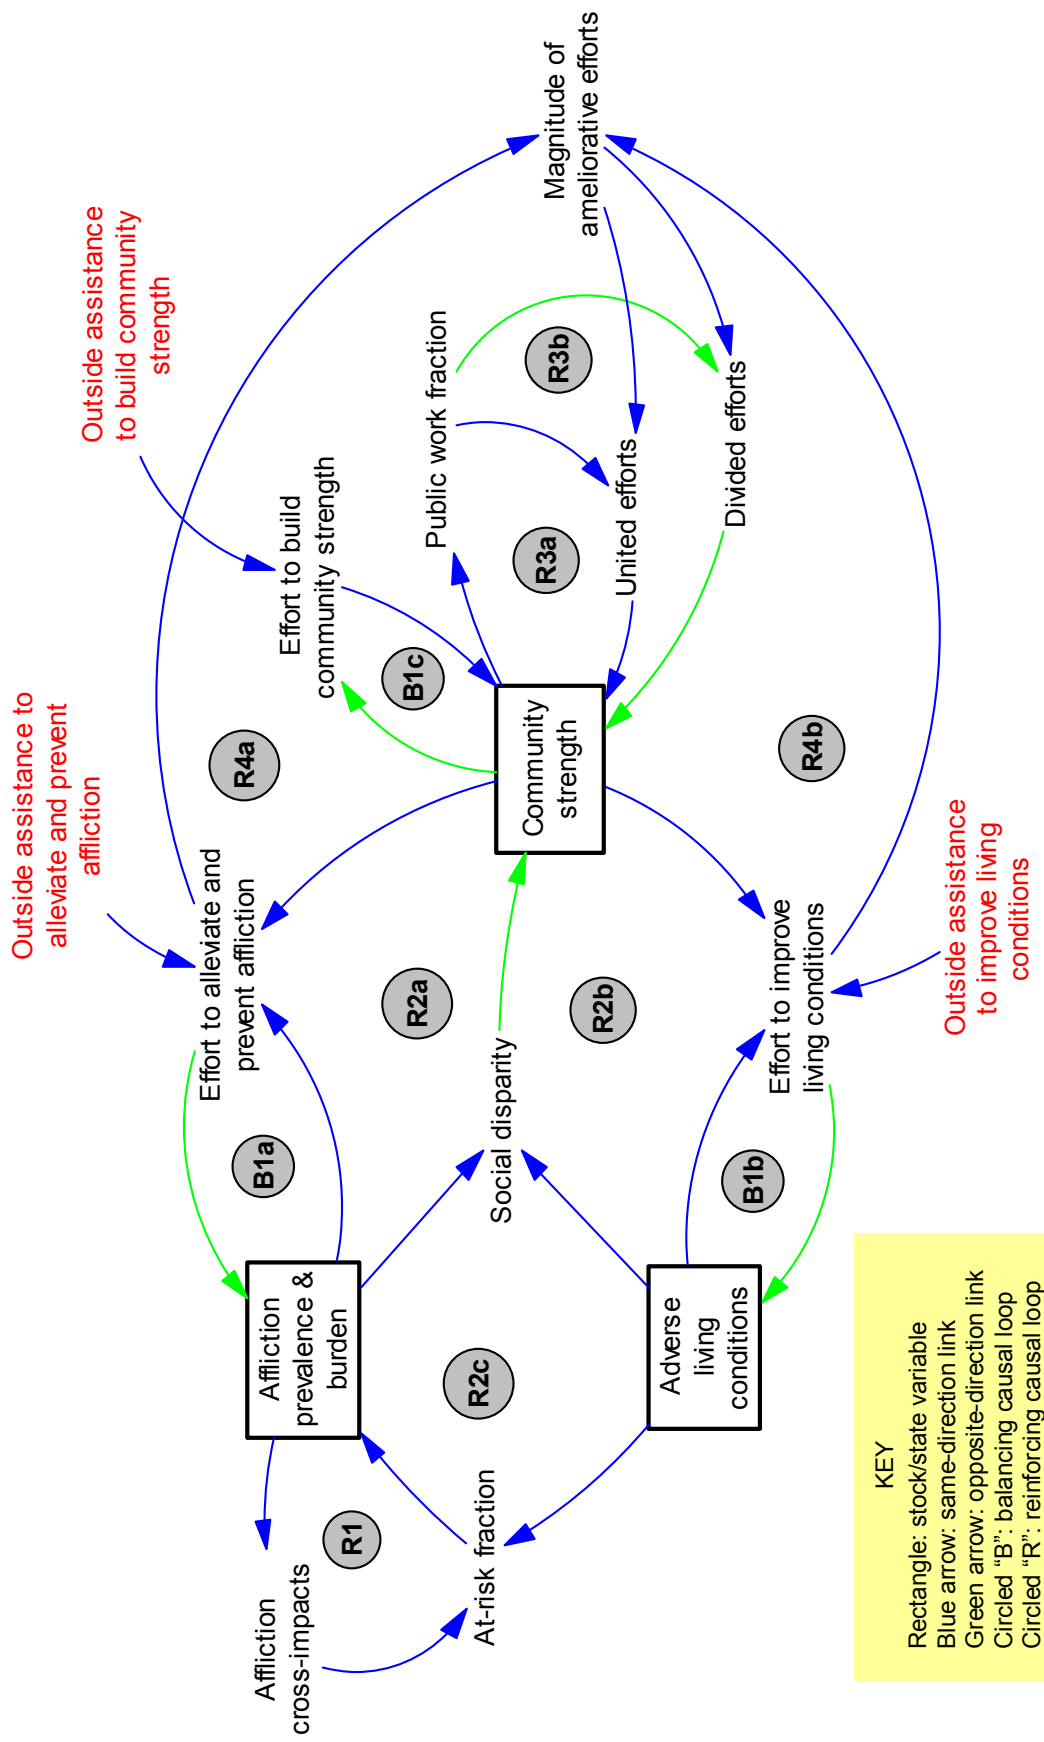 Outside assistance to
alleviate and prevent
affliction
Outside assistance
to build community
strength
Effort to alleviate and
prevent affliction
R4a
Effort to build
community strength
B1a
B1c
Affliction
prevalence &
burden
Affliction
cross-impacts
R1
R2a
Public work fraction
Magnitude of
ameliorative efforts
At-risk fraction
R2c
Social disparity
Community
strength
R3a
R3b
R2b
United efforts
Divided efforts
Adverse
living
conditions
B1b
Effort to improve
living conditions
R4b
Outside assistance
to improve living
conditions
KEY
Rectangle: stock/state variable
Blue arrow: same-direction link
Green arrow: opposite-direction link
Circled “B”: balancing causal loop
Circled “R”: reinforcing causal loop